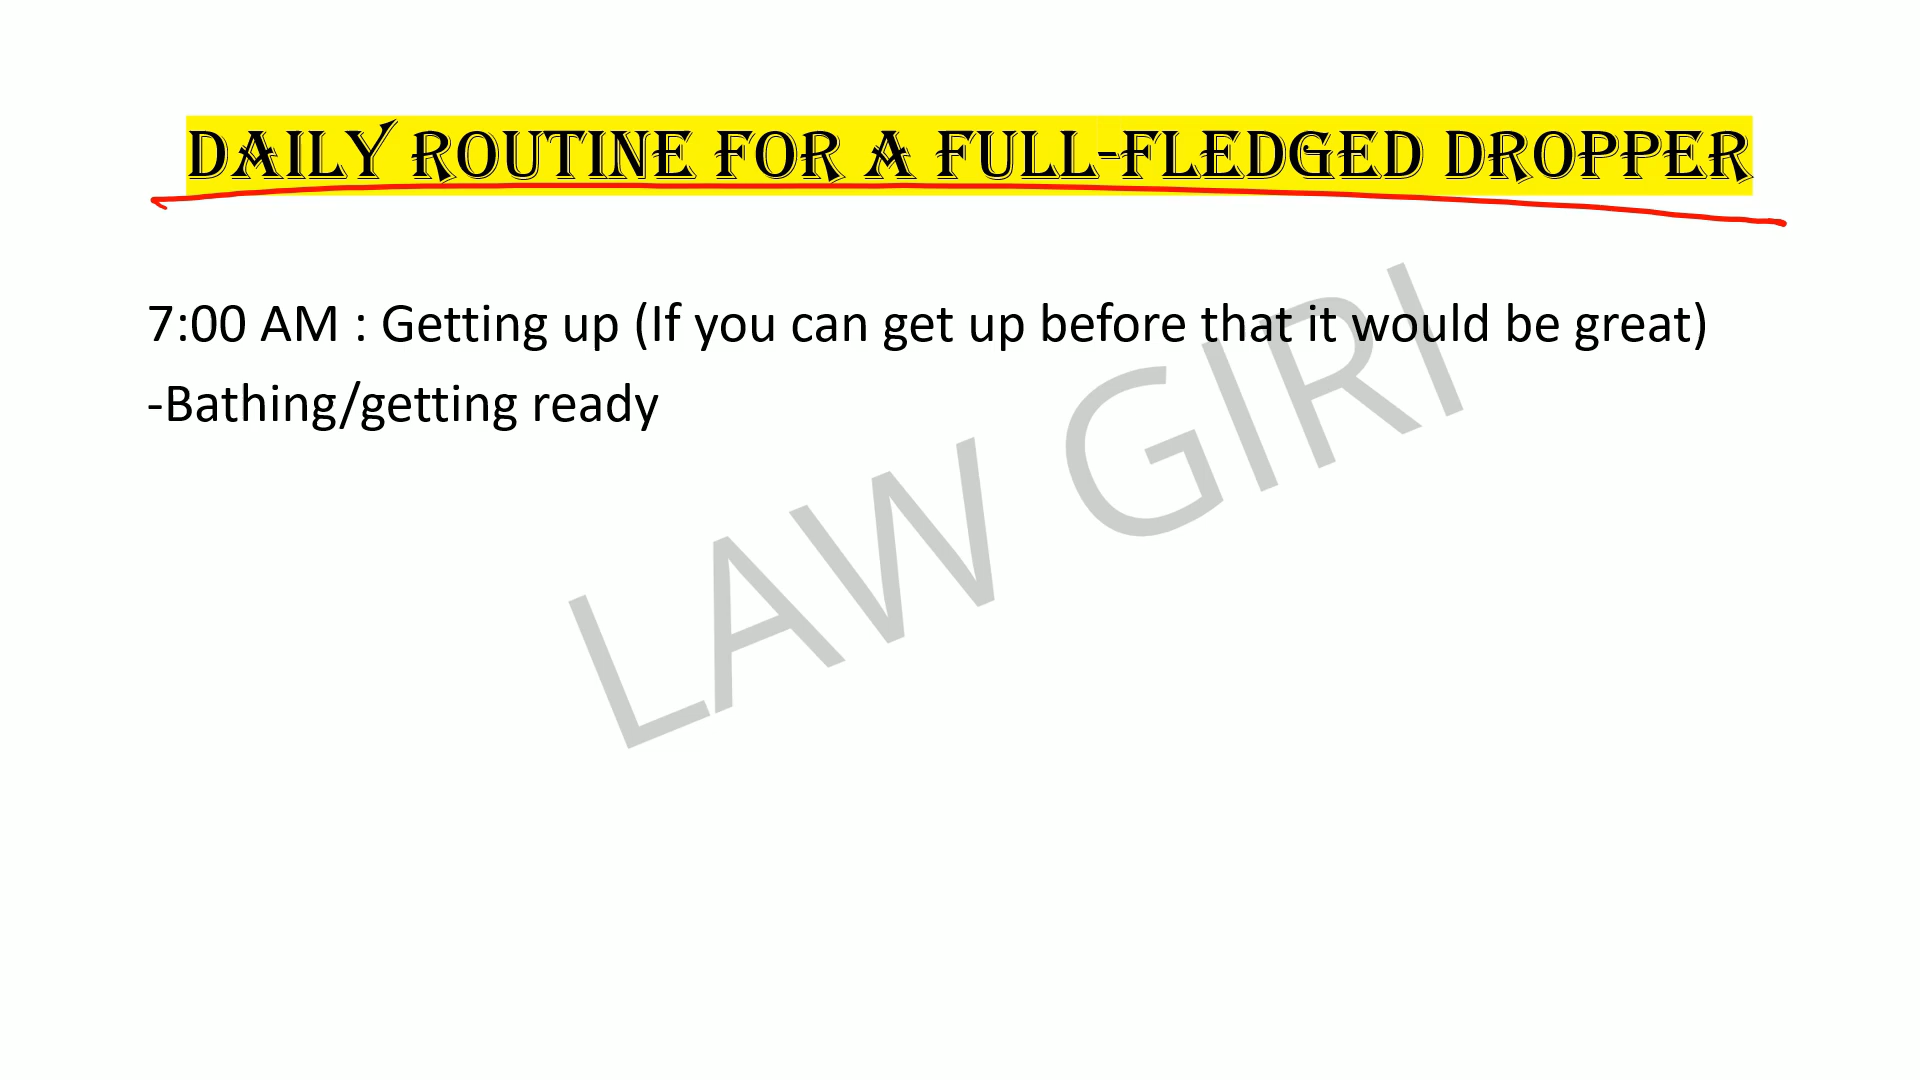 DAILY ROUTINE FOR A FULL-FLEDGED DROPPER
7:00 AM : Getting up (If you can get up before that it would be great)
-Bathing/getting ready
LAW GIRI